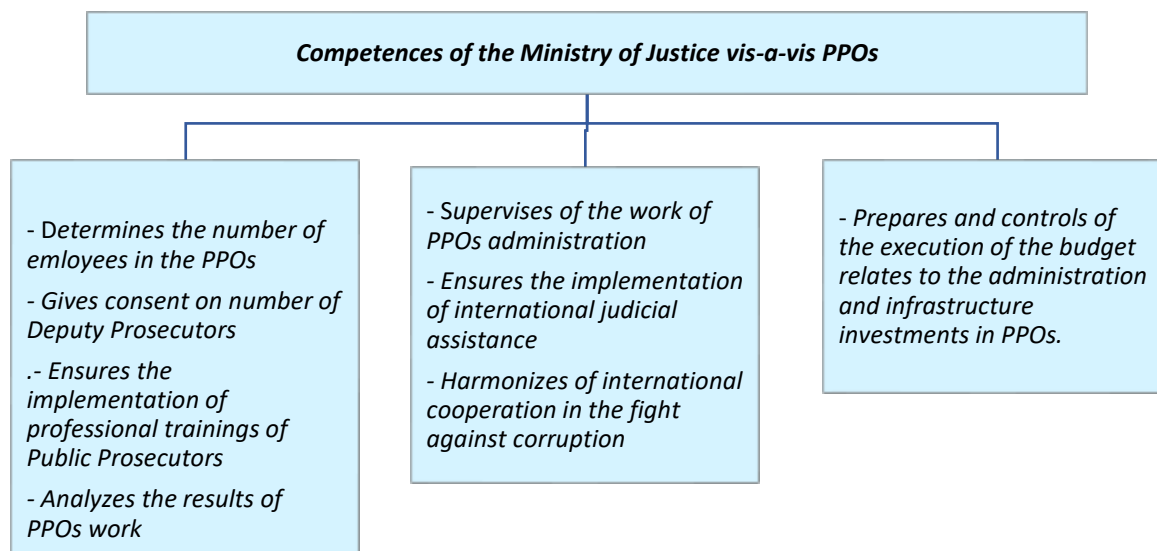 Competences of the Ministry of Justice vis-a-vis PPOs
- Determines the number of
emloyees in the PPOs
- Gives consent on number of
Deputy Prosecutors
.- Ensures the
implementation of
professional trainings of
Public Prosecutors
- Analyzes the results of
PPOs work
- Supervises of the work of
PPOs administration
- Ensures the implementation
of international judicial
assistance
- Harmonizes of international
cooperation in the fight
against corruption
- Prepares and controls of
the execution of the budget
relates to the administration
and infrastructure
investments in PPOs.